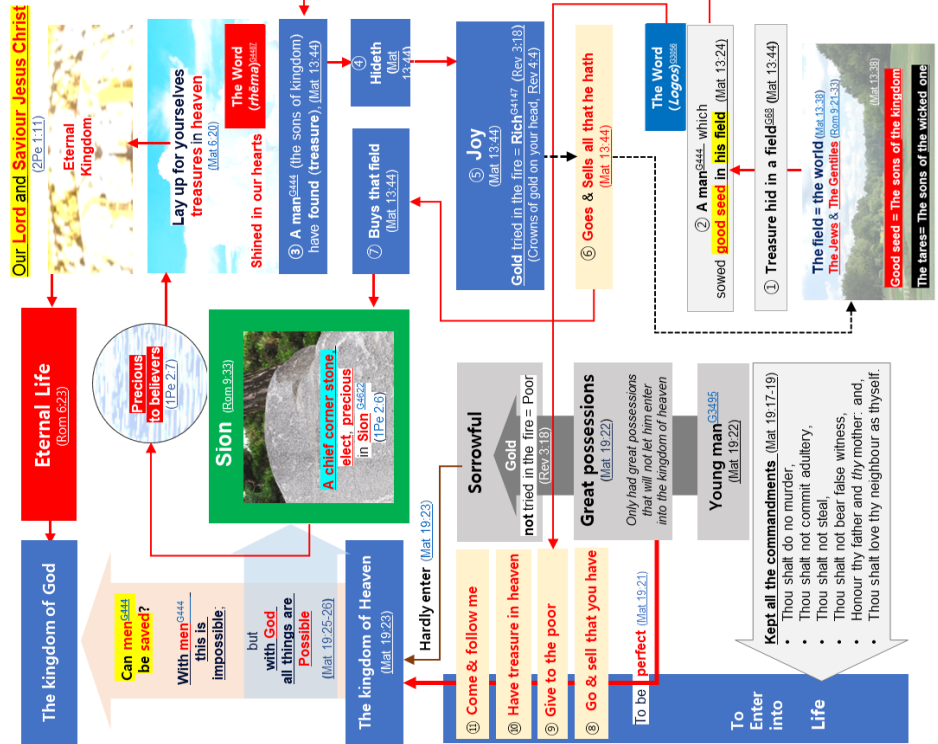 The kingdom of God
Eternal Life
(Rom 6:23)
Our Lord and Saviour Jesus Christ
(2Pe 1:11)
Eternal
Kingdom
Can men G444
be saved?
With men G444
this is
impossible;
but
with God
all things are
Possible
(Mat 19:25-26)
Precious
to believers
(1Pe 2:7)
Lay up for yourselves
treasures in heaven
(Mat 6:20)
The Word
(rhēma) G4487
Shined in our hearts
Sion (Rom 9:33)
A chief corner stone,
elect, precious
in Sion G4622
(1Pe 2:6)
③ A man G444 (the sons of kingdom)
have found (treasure), (Mat 13:44)
The kingdom of Heaven
(Mat 19:23)
Hardly enter (Mat 19:23)
⑦ Buys that field
(Mat 13:44)
④
Hideth
(Mat
13:44)
⑪ Come & follow me
⑩ Have treasure in heaven
⑨ Give to the poor
⑧ Go & sell that you have
To be perfect (Mat 19:21)
Sorrowful
Gold
not tried in the fire = Poor
(Rev 3:18)
Great possessions
(Mat 19:22)
Only had great possessions
that will not let him enter
into the kingdom of heaven
Young man G3495
(Mat 19:22)
⑤ Joy
(Mat 13:44)
Gold tried in the fire = Rich G4147 (Rev 3:18)
(Crowns of gold on your head, Rev 4:4)
⑥ Goes & Sells all that he hath
(Mat 13:44)
The Word
(Logos) G3056
② A man G444 which
sowed good seed in his field (Mat 13:24)
① Treasure hid in a field G68 (Mat 13:44)
The field = the world (Mat 13.38)
The Jews & The Gentiles (Rom 9:21-33)
(Mat 13:38)
Good seed = The sons of the kingdom
The tares= The sons of the wicked one
To
Enter
into
Life
Kept all the commandments (Mat 19:17-19)
• Thou shalt do no murder,
• Thou shalt not commit adultery,
• Thou shalt not steal,
• Thou shalt not bear false witness,
• Honour thy father and thy mother: and,
• Thou shalt love thy neighbour as thyself.